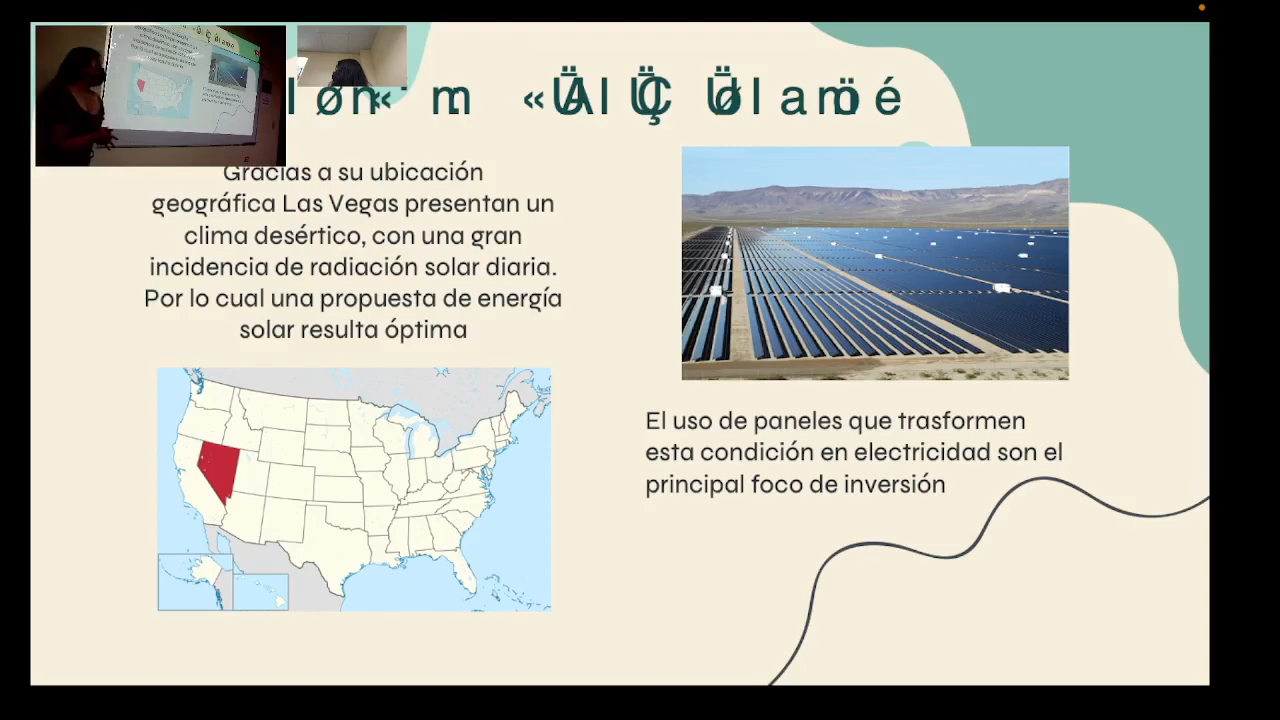 Gracias a su ubicación
geográfica Las Vegas presentan un
clima desértico, con una gran
incidencia de radiación solar diaria.
Por lo cual una propuesta de energía
solar resulta óptima
El uso de paneles que trasformen
esta condición en electricidad son el
principal foco de inversión